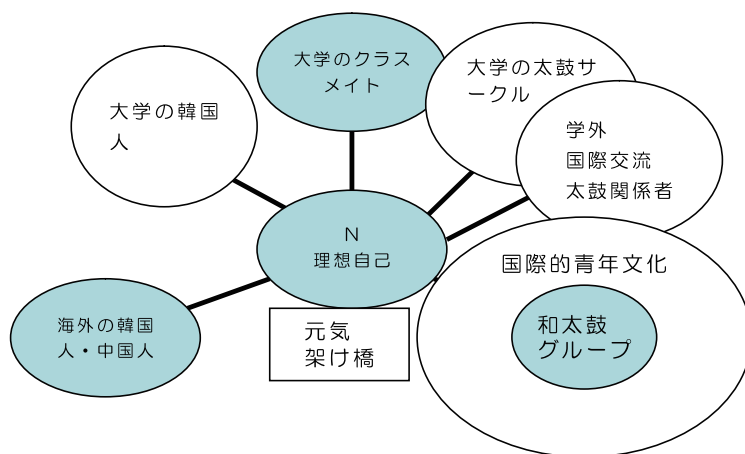 大学のクラス
メイト
大学の太鼓サ
ークル
大学の韓国
人
学外
国際交流
太鼓関係者
N
理想自己
国際的青年文化
和太鼓
グループ
海外の韓国
人・中国人
元気
架け橋